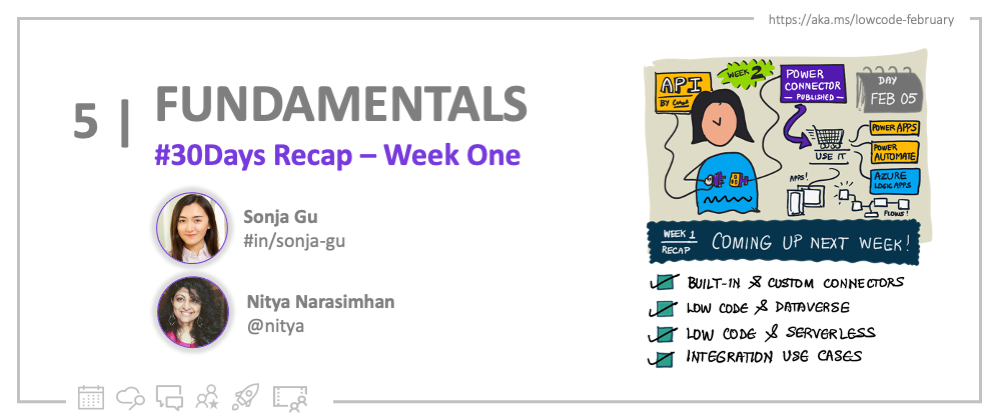 https://aka.ms/lowcode-february
5 |
FUNDAMENTALS
#30Days Recap – Week One
Sonja Gu
#in/sonja-gu
Nitya Narasimhan
@nitya
API
WEEK 2
POWER
CONNECTOR
— PUBLISHED —
DAY
FEB 05
USE IT
POWER APPS
POWER
AUTOMATE
AZURE
LOGIC APPS
APPS!
FLOWS!
WEEK 1
RECAP
COMING UP NEXT WEEK!
BUILT-IN & CUSTOM CONNECTORS
LOW CODE & DATAVERSE
LOW CODE & SERVERLESS
INTEGRATION USE CASES